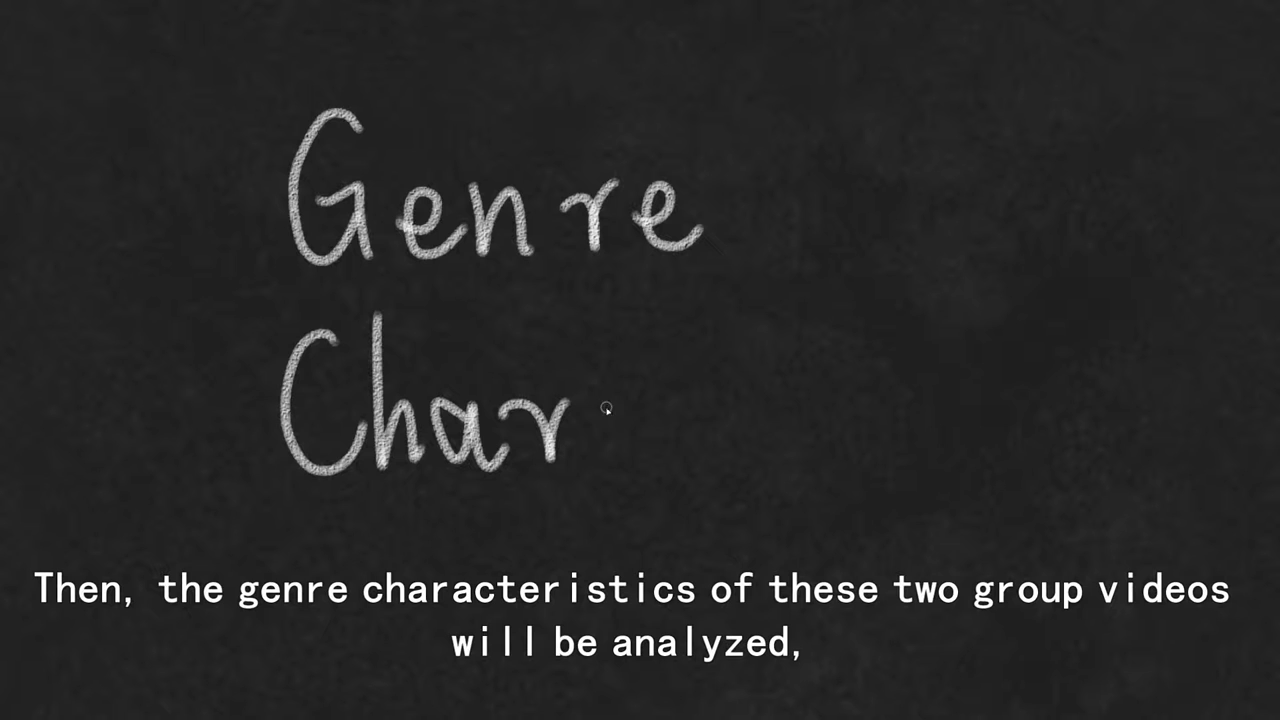 Genre
Char
Then, the genre characteristics of these two group videos
will be analyzed,